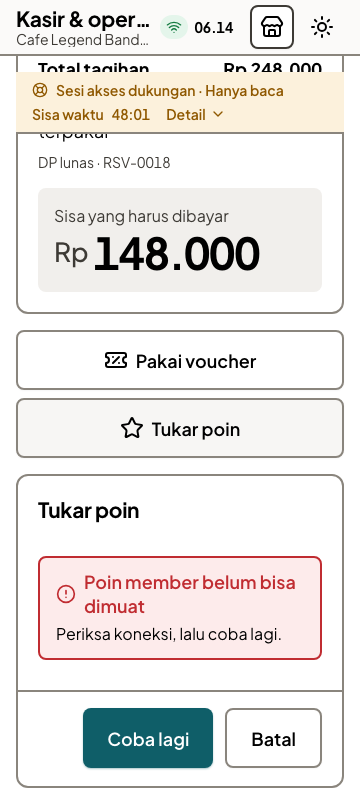 Kasir & oper...
Cafe Legend Band...
06.14
Total tagihan Rp 248.000
Sesi akses dukungan · Hanya baca
Sisa waktu 48:01 Detail
terpakai
DP lunas · RSV-0018
Sisa yang harus dibayar
Rp 148.000
Pakai voucher
Tukar poin
Tukar poin
Poin member belum bisa
dimuat
Periksa koneksi, lalu coba lagi.
Coba lagi Batal